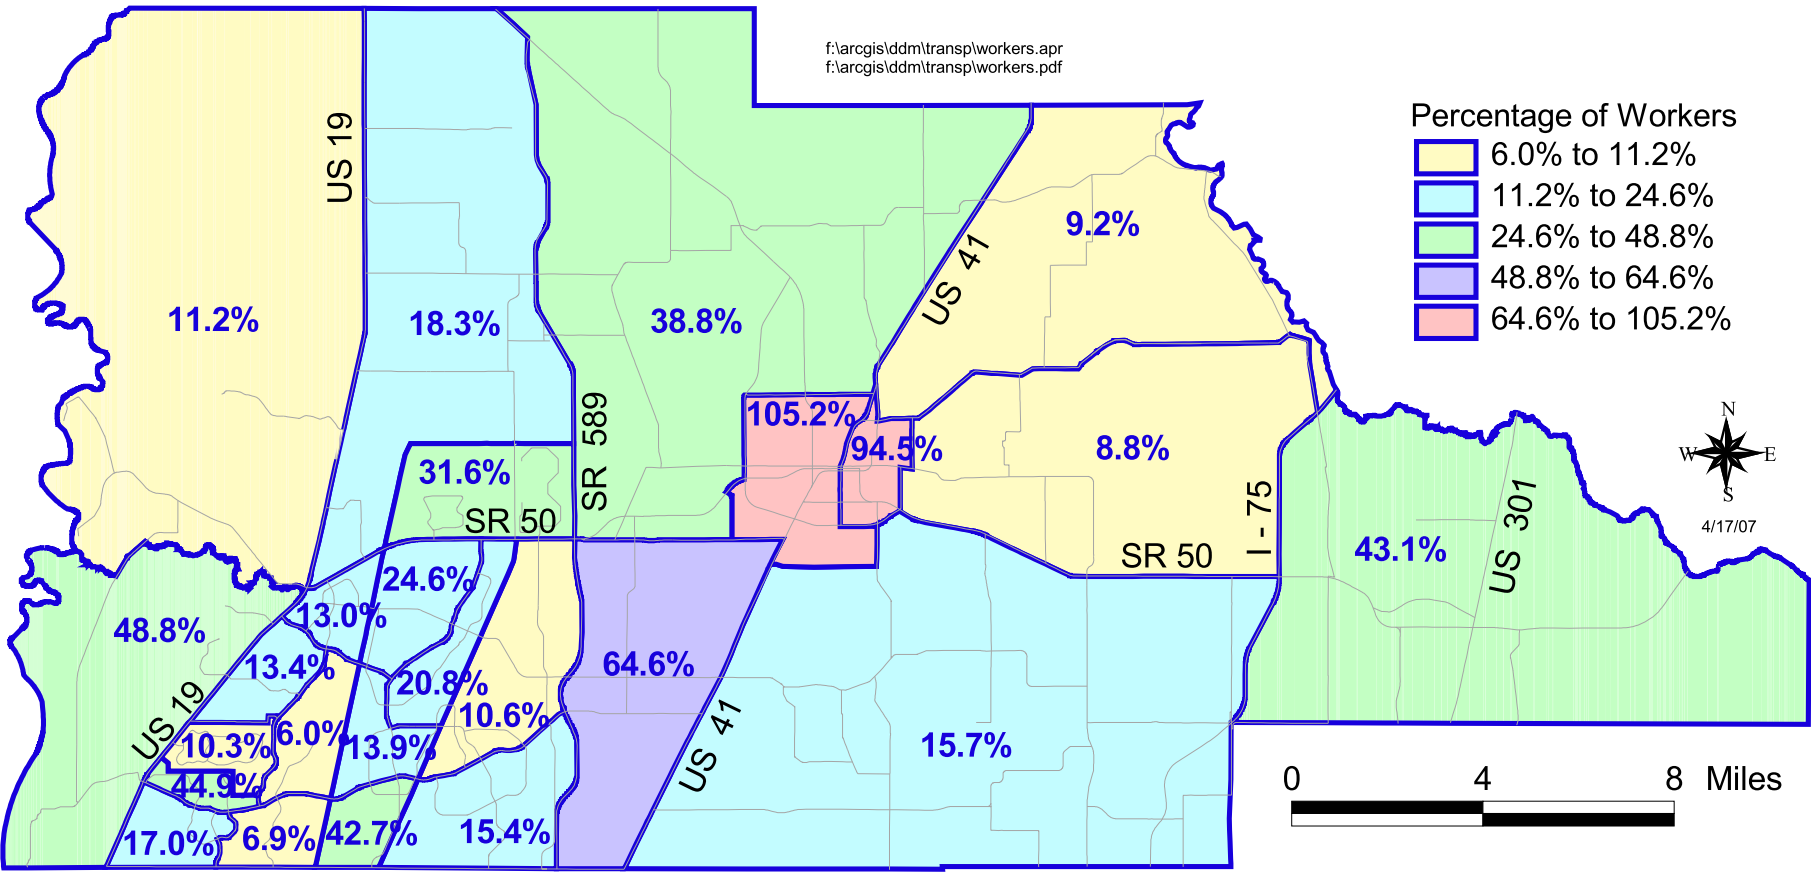 f:\arcgis\ddm\transp\workers.apr
f:\arcgis\ddm\transp\workers.pdf
Percentage of Workers
6.0% to 11.2%
11.2% to 24.6%
24.6% to 48.8%
48.8% to 64.6%
64.6% to 105.2%
US 19
9.2%
US 41
11.2%
18.3%
38.8%
105.2%
94.5%
8.8%
N
W E
S
4/17/07
31.6%
SR 589
SR 50
I - 75
SR 50
43.1%
US 301
24.6%
13.0%
48.8%
13.4%
64.6%
20.8%
10.6%
US 19
6.0%
10.3%
13.9%
US 41
15.7%
44.9%
17.0%
6.9%
42.7%
15.4%
0 4 8 Miles